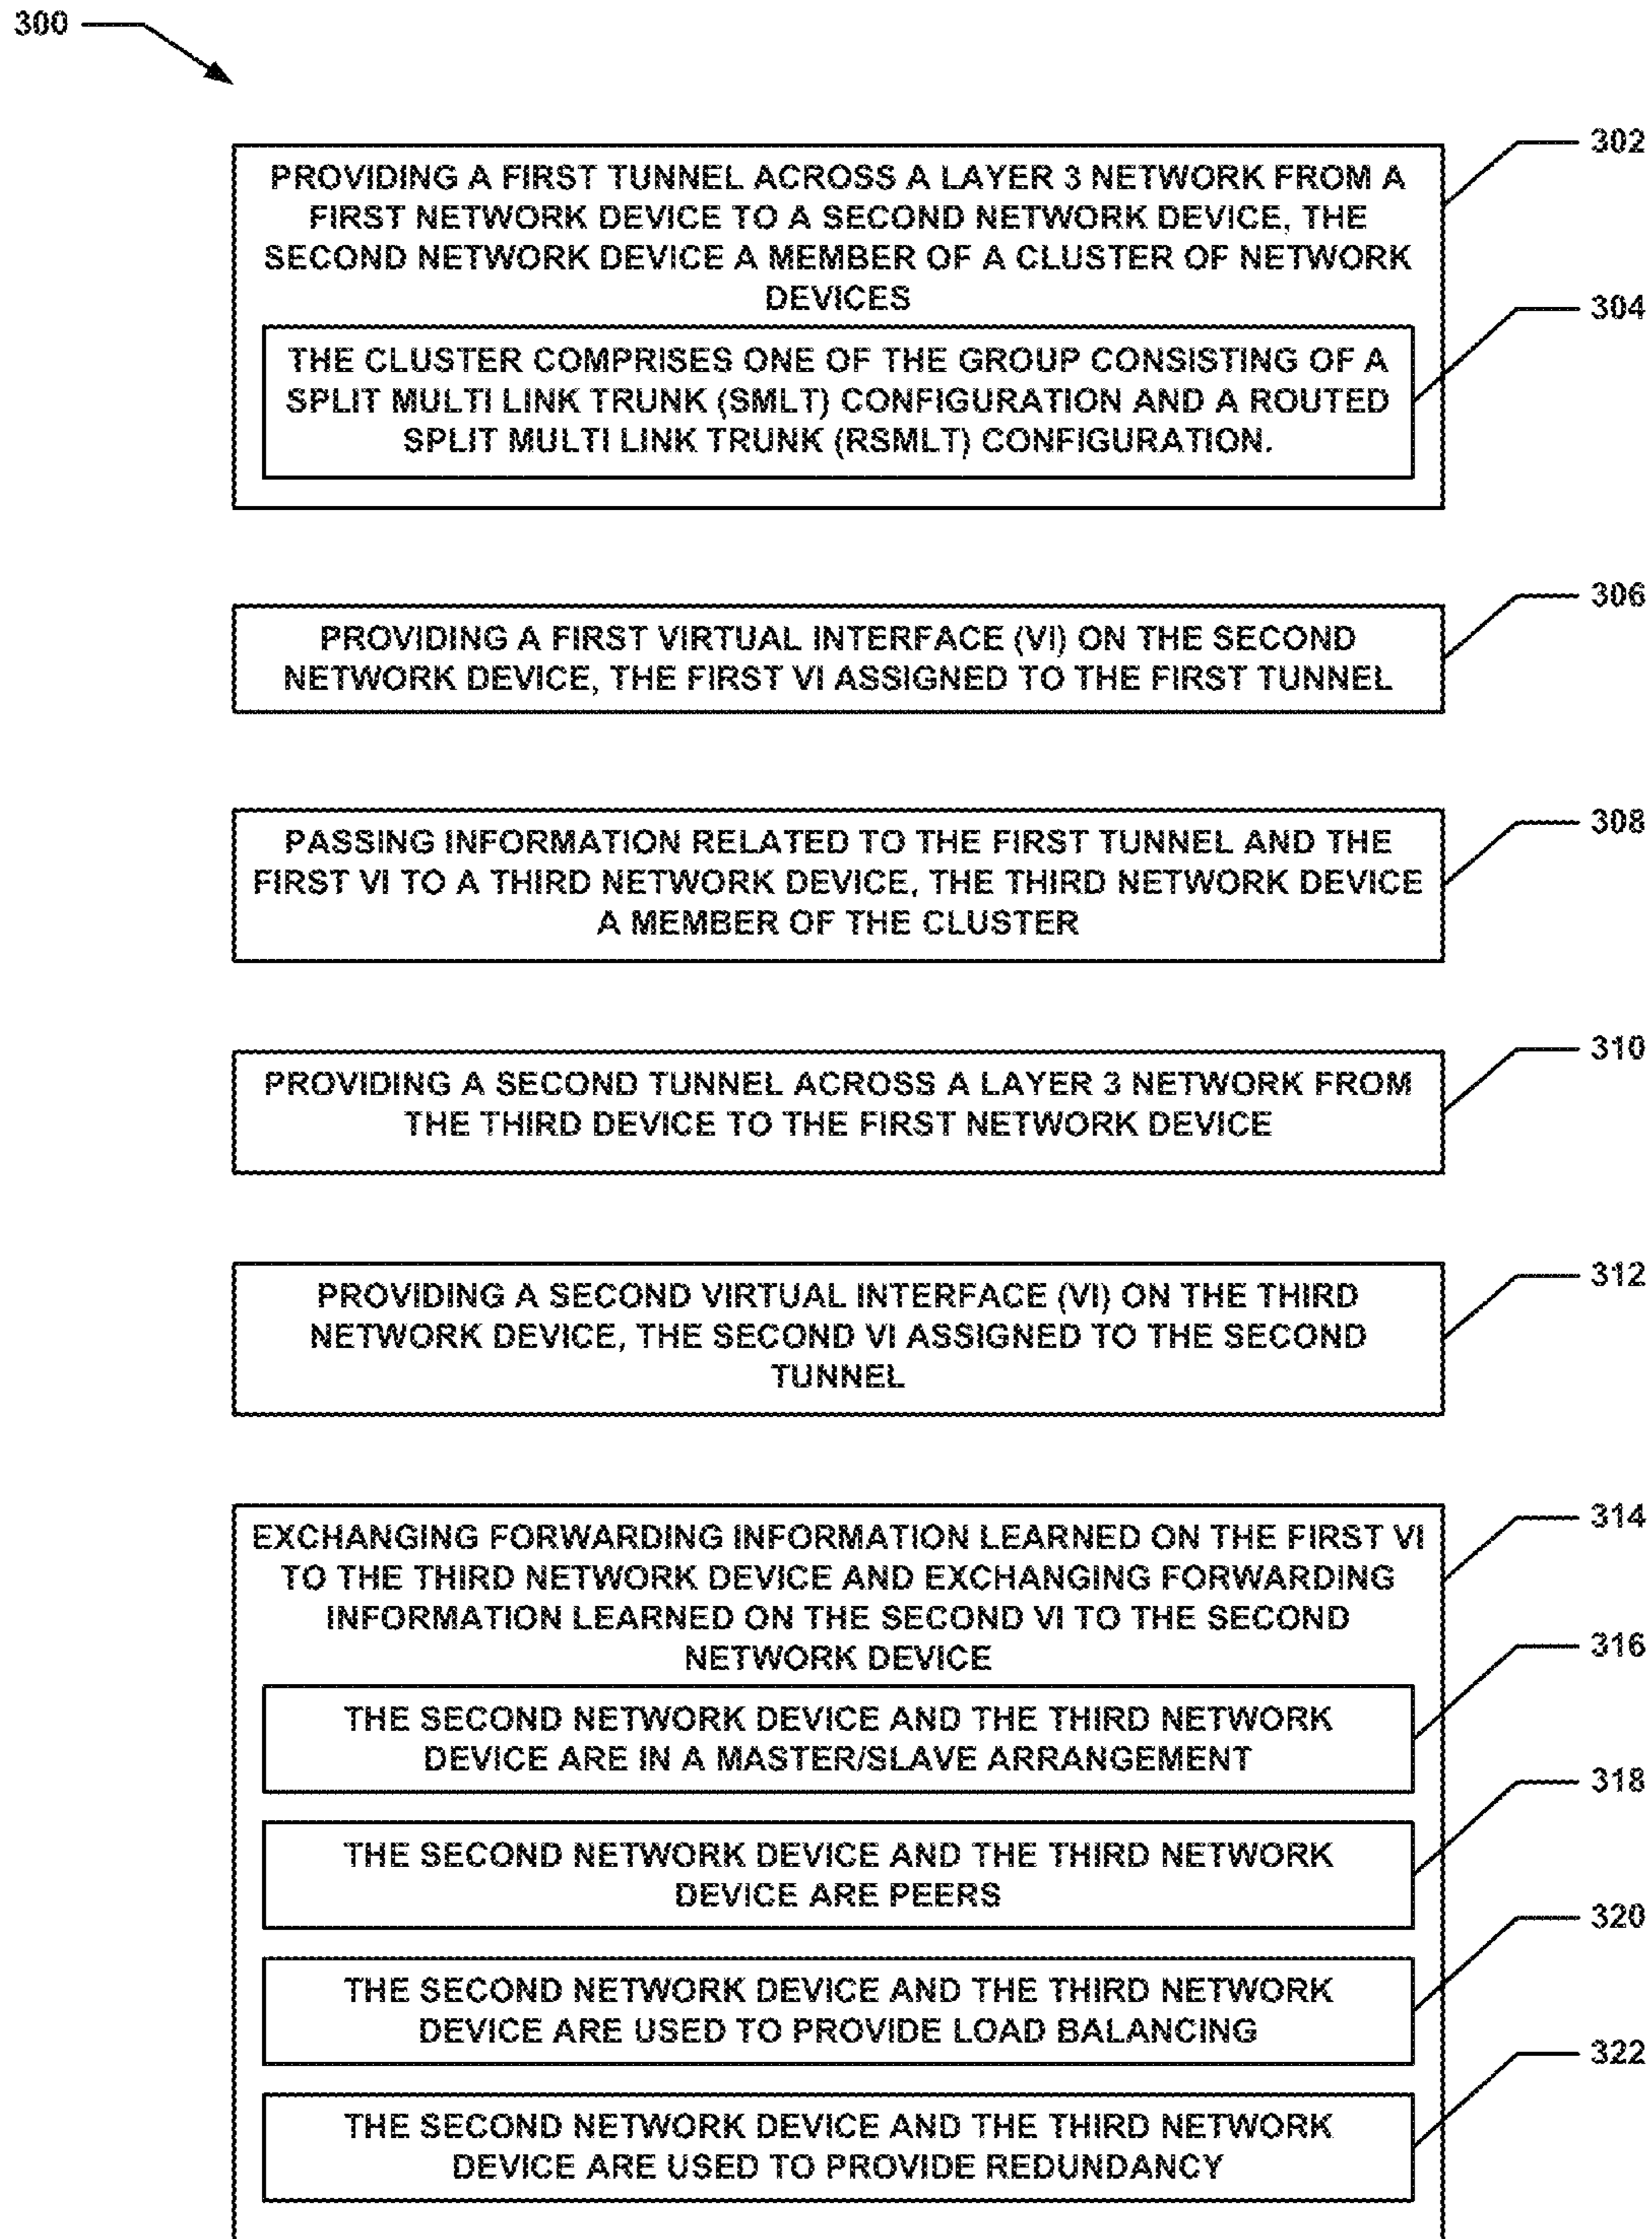 300
302
PROVIDING A FIRST TUNNEL ACROSS A LAYER 3 NETWORK FROM A
FIRST NETWORK DEVICE TO A SECOND NETWORK DEVICE, THE
SECOND NETWORK DEVICE A MEMBER OF A CLUSTER OF NETWORK
DEVICES
304
THE CLUSTER COMPRISES ONE OF THE GROUP CONSISTING OF A
SPLIT MULTI LINK TRUNK (SMLT) CONFIGURATION AND A ROUTED
SPLIT MULTI LINK TRUNK (RSMLT) CONFIGURATION.
306
PROVIDING A FIRST VIRTUAL INTERFACE (VI) ON THE SECOND
NETWORK DEVICE, THE FIRST VI ASSIGNED TO THE FIRST TUNNEL
308
PASSING INFORMATION RELATED TO THE FIRST TUNNEL AND THE
FIRST VI TO A THIRD NETWORK DEVICE, THE THIRD NETWORK DEVICE
A MEMBER OF THE CLUSTER
310
PROVIDING A SECOND TUNNEL ACROSS A LAYER 3 NETWORK FROM
THE THIRD DEVICE TO THE FIRST NETWORK DEVICE
312
PROVIDING A SECOND VIRTUAL INTERFACE (VI) ON THE THIRD
NETWORK DEVICE, THE SECOND VI ASSIGNED TO THE SECOND
TUNNEL
314
EXCHANGING FORWARDING INFORMATION LEARNED ON THE FIRST VI
TO THE THIRD NETWORK DEVICE AND EXCHANGING FORWARDING
INFORMATION LEARNED ON THE SECOND VI TO THE SECOND
NETWORK DEVICE
316
THE SECOND NETWORK DEVICE AND THE THIRD NETWORK
DEVICE ARE IN A MASTER/SLAVE ARRANGEMENT
318
THE SECOND NETWORK DEVICE AND THE THIRD NETWORK
DEVICE ARE PEERS
320
THE SECOND NETWORK DEVICE AND THE THIRD NETWORK
DEVICE ARE USED TO PROVIDE LOAD BALANCING
322
THE SECOND NETWORK DEVICE AND THE THIRD NETWORK
DEVICE ARE USED TO PROVIDE REDUNDANCY